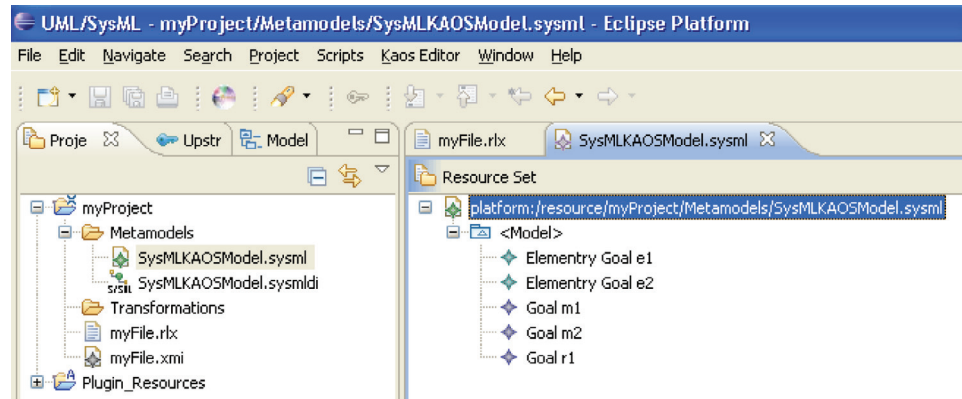 UML/SysML - myProject/Metamodels/SysMLKAOSModel.sysml - Eclipse Platform
File Edit Navigate Search Project Scripts Kaos Editor Window Help
Proje Upstr Model
myFile.rlx SysMLKAOSModel.sysml
Resource Set
myProject
Metamodels
SysMLKAOSModel.sysml
S/SIL SysMLKAOSModel.sysmldi
Transformations
myFile.rlx
myFile.xmi
Plugin_Resources
platform:/resource/myProject/Metamodels/SysMLKAOSModel.sysml
<Model>
Elementry Goal e1
Elementry Goal e2
Goal m1
Goal m2
Goal r1